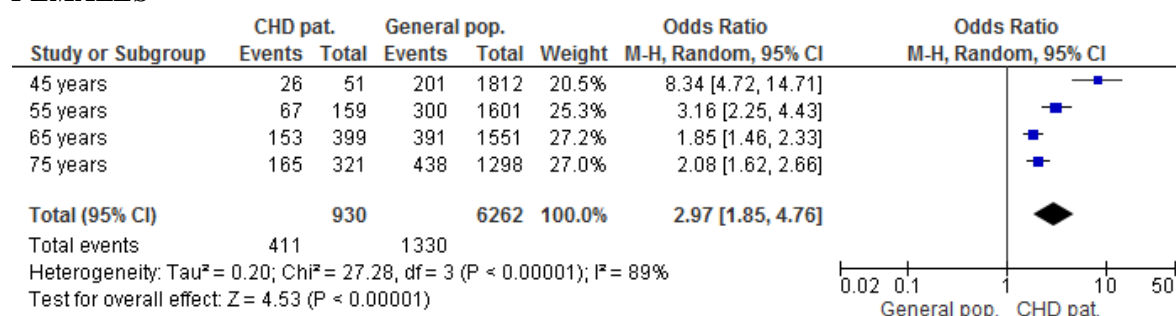 CHD pat. General pop. Odds Ratio Odds Ratio
Study or Subgroup Events Total Events Total Weight M-H, Random, 95% CI M-H, Random, 95% CI
45 years 26 51 201 1812 20.5% 8.34 [4.72, 14.71]
55 years 67 159 300 1601 25.3% 3.16 [2.25, 4.43]
65 years 153 399 391 1551 27.2% 1.85 [1.46, 2.33]
75 years 165 321 438 1298 27.0% 2.08 [1.62, 2.66]
Total (95% CI) 930 6262 100.0% 2.97 [1.85, 4.76]
Total events 411 1330
Heterogeneity: Tau² = 0.20; Chi² = 27.28, df = 3 (P < 0.00001); I² = 89%
Test for overall effect: Z = 4.53 (P < 0.00001)
0.02 0.1 1 10 50
General pop. CHD pat.